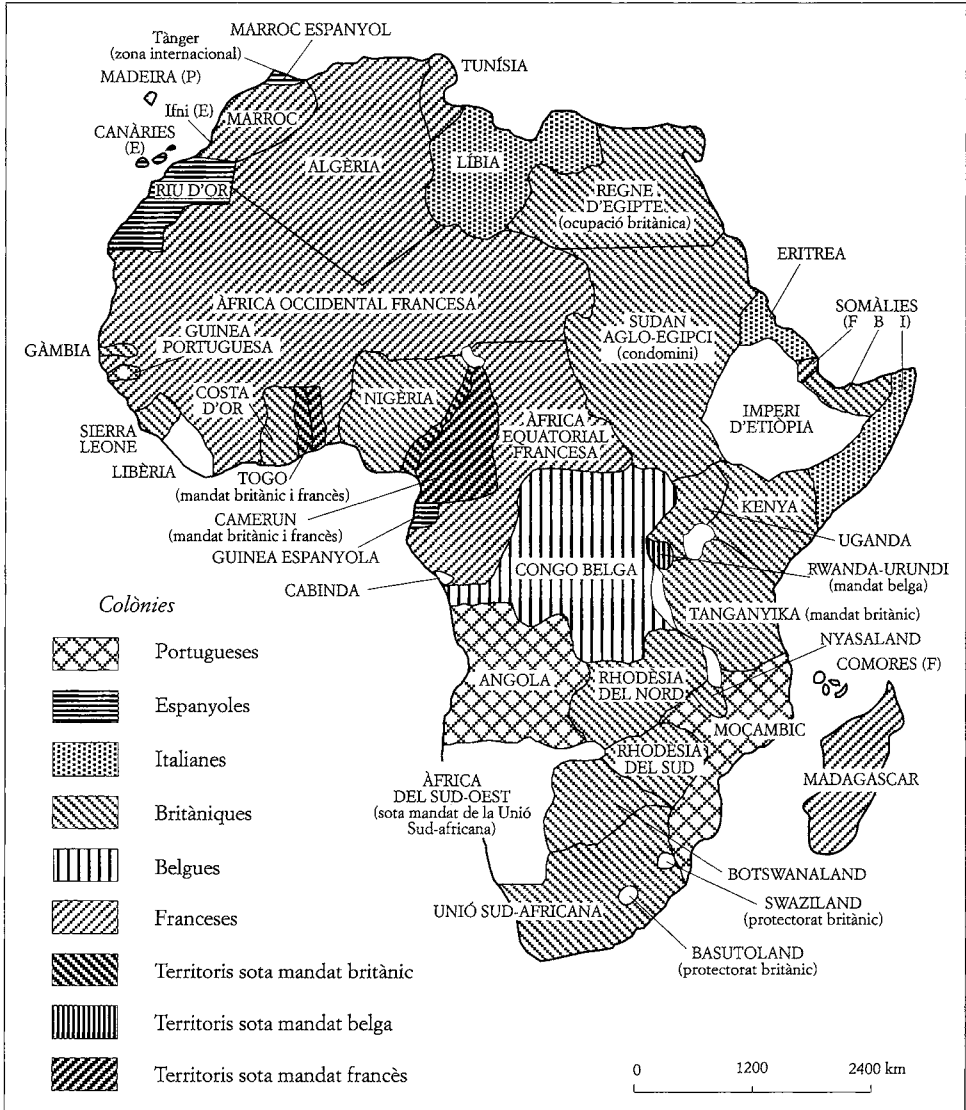 MARROC ESPANYOL
Tànger
(zona internacional)
TUNÍSIA
MADEIRA (P)
Ifni (E)
MARROC
CANÀRIES
(E)
ALGÈRIA
LÍBIA
RIU D'OR
REGNE
D'EGIPTE
(ocupació britànica)
ERITREA
ÀFRICA OCCIDENTAL FRANCESA
SOMÀLIES
(F B I)
GUINEA
PORTUGUESA
SUDAN
AGLO-EGIPCI
(condomini)
GÀMBIA
COSTA
D'OR
NIGÈRIA
IMPERI
D'ETIÒPIA
ÀFRICA
EQUATORIAL
FRANCESA
SIERRA
LEONE
LIBÈRIA
TOGO
(mandat britànic i francès)
KENYA
CAMERUN
(mandat britànic i francès)
UGANDA
GUINEA ESPANYOLA
CONGO BELGA
RWANDA-URUNDI
(mandat belga)
CABINDA
TANGANYIKA (mandat britànic)
NYASALAND
COMORES (F)
ANGOLA
RHODÈSIA
DEL NORD
MOÇAMBIC
RHODÈSIA
DEL SUD
MADAGASCAR
ÀFRICA
DEL SUD-OEST
(sota mandat de la Unió
Sud-africana)
BOTSWANALAND
SWAZILAND
(protectorat britànic)
UNIÓ SUD-AFRICANA
BASUTOLAND
(protectorat britànic)
Colònies
Portugueses
Espanyoles
Italianes
Britàniques
Belgues
Franceses
Territoris sota mandat britànic
Territoris sota mandat belga
Territoris sota mandat francès
0 1200 2400 km